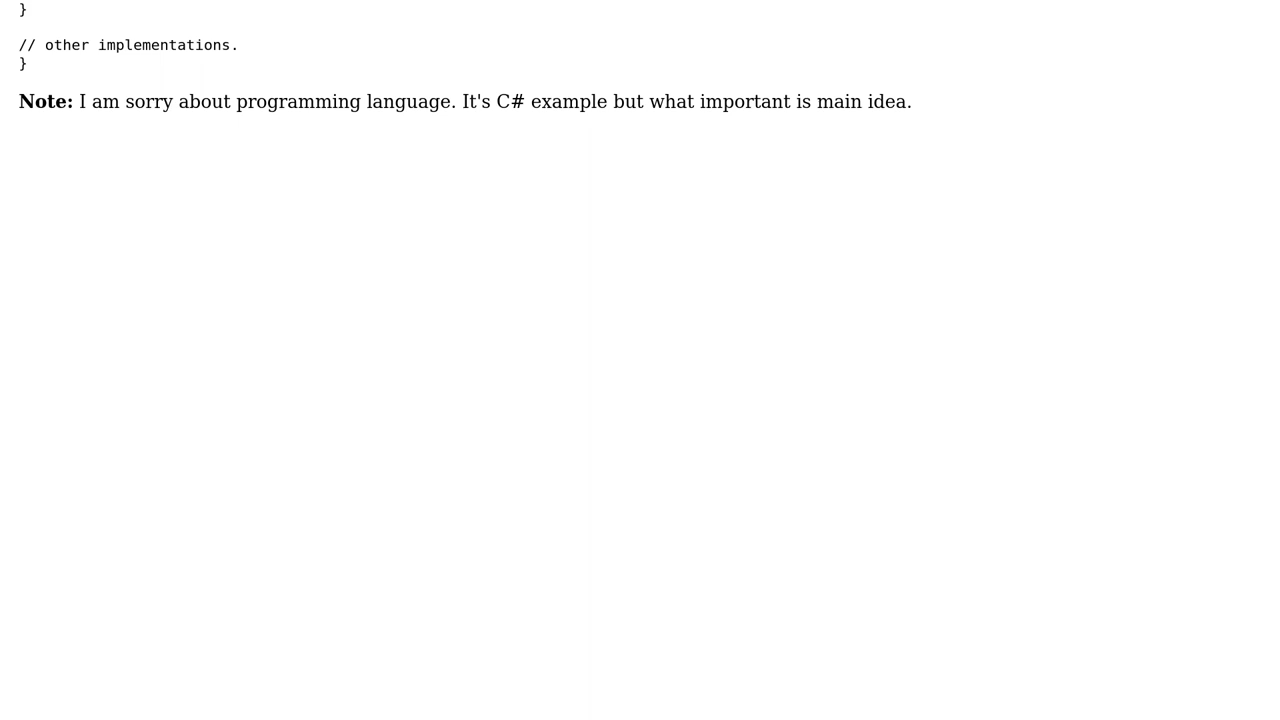 }
// other implementations.
}
Note: I am sorry about programming language. It's C# example but what important is main idea.